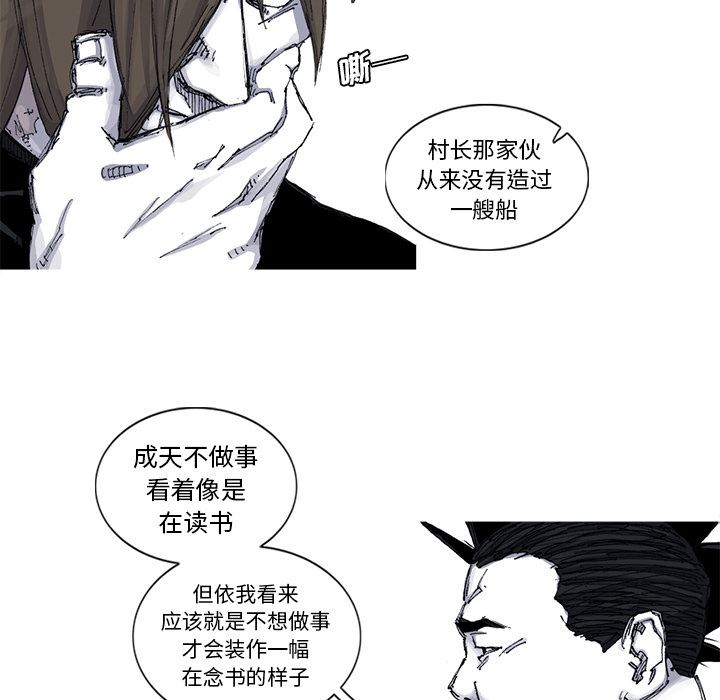 嘶一
村长那家伙
从来没有造过
一艘船
成天不做事
看着像是
在读书
但依我看来
应该就是不想做事
才会装作一幅
在念书的样子